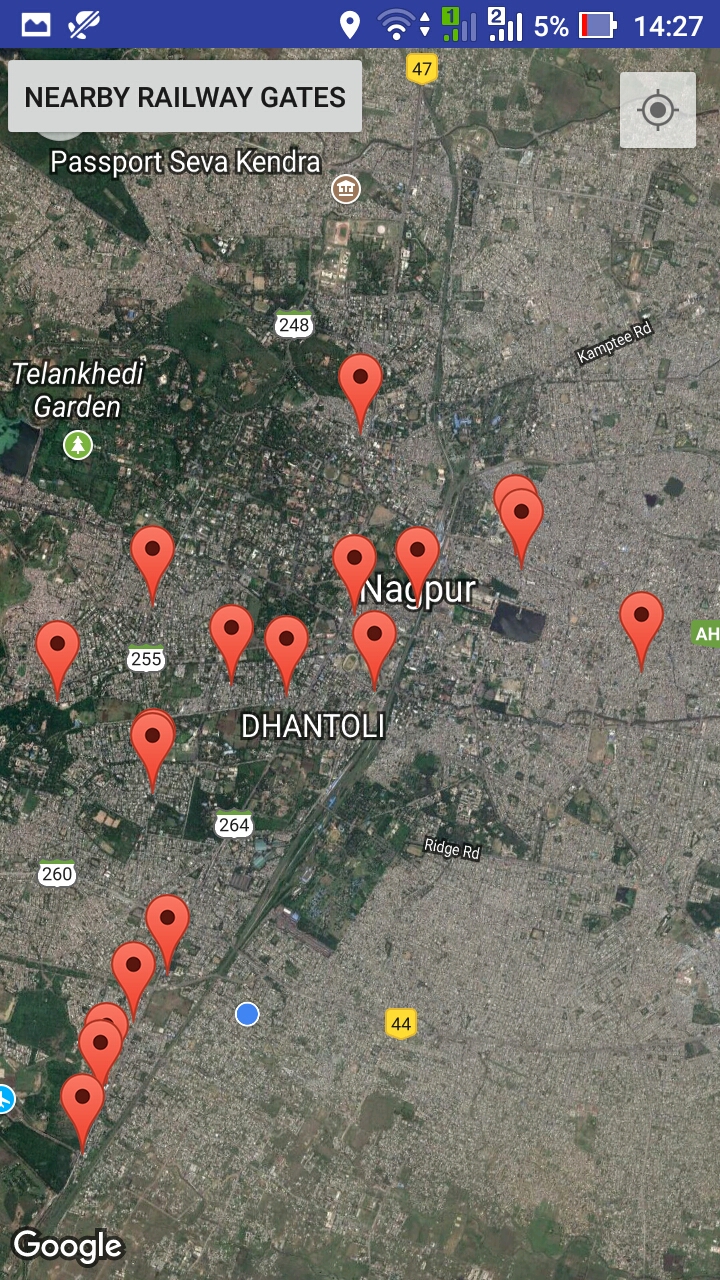 1
2
5%
14:27
NEARBY RAILWAY GATES
47
Passport Seva Kendra
248
Kamptee Rd
Telankhedi
Garden
Nagpur
255
AH
DHANTOLI
264
Ridge Rd
260
44
Google